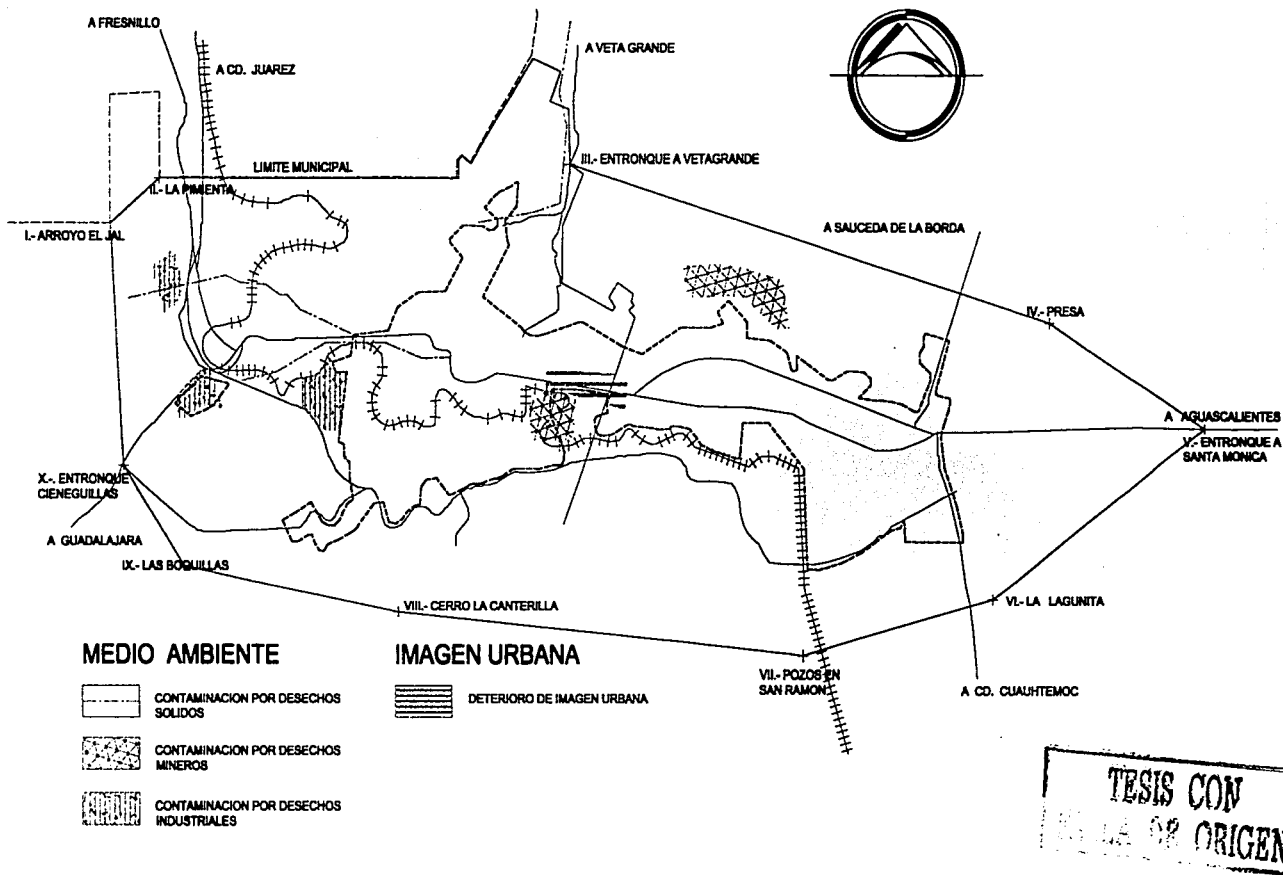 A FRESNILLO
A CD. JUAREZ
A VETA GRANDE
LIMITE MUNICIPAL
III.- ENTRONQUE A VETAGRANDE
II.- LA PIMIENTA
I.- ARROYO EL JAL
A SAUCEDA DE LA BORDA
IV.- PRESA
A AGUASCALIENTES
V.- ENTRONQUE A
SANTA MONICA
X.-. ENTRONQUE
CIENEGUILLAS
A GUADALAJARA
IX.- LAS BOQUILLAS
VIII.- CERRO LA CANTERILLA
VI.- LA LAGUNITA
VII.- POZOS EN
SAN RAMON
A CD. CUAUHTEMOC
MEDIO AMBIENTE
CONTAMINACION POR DESECHOS
SOLIDOS
CONTAMINACION POR DESECHOS
MINEROS
CONTAMINACION POR DESECHOS
INDUSTRIALES
IMAGEN URBANA
DETERIORO DE IMAGEN URBANA
TESIS CON
LA DE ORIGEN